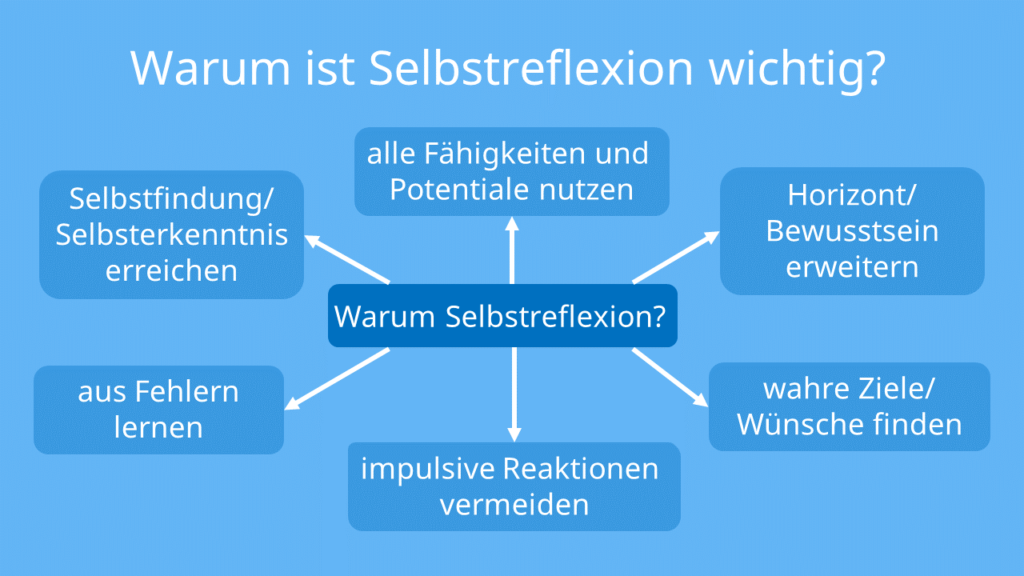 Warum ist Selbstreflexion wichtig?
alle Fähigkeiten und
Potentiale nutzen
Selbstfindung/
Selbsterkenntnis
erreichen
Horizont/
Bewusstsein
erweitern
Warum Selbstreflexion?
aus Fehlern
lernen
wahre Ziele/
Wünsche finden
impulsive Reaktionen
vermeiden